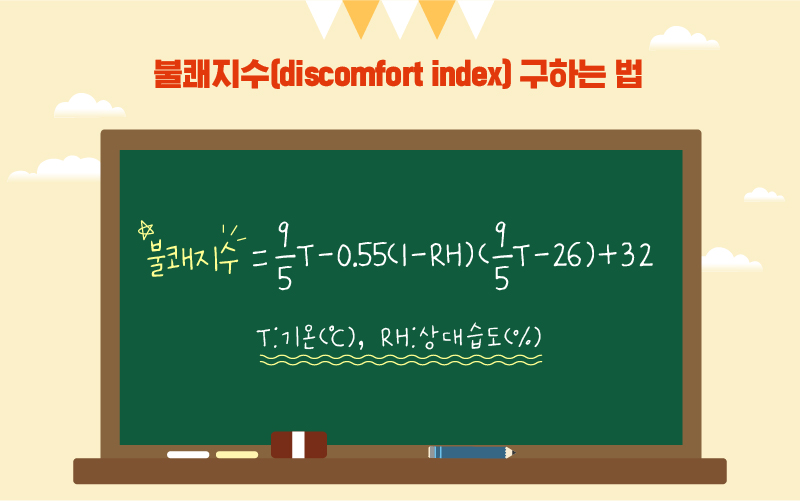 불쾌지수(discomfort index) 구하는 법
불쾌지수 = 9/5T-0.55(1-RH)(9/5T-26)+32
T:기온(℃), RH:상대습도(%)